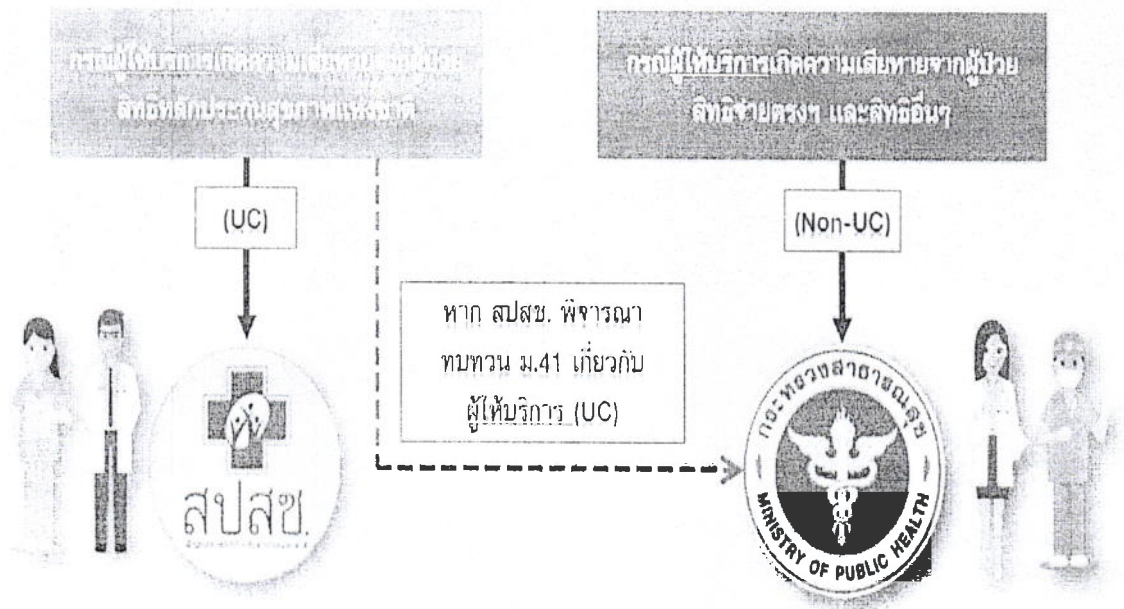 กรณีผู้ให้บริการเกิดความเสียหายจากผู้ป่วย
สิทธิหลักประกันสุขภาพแห่งชาติ
กรณีผู้ให้บริการเกิดความเสียหายจากผู้ป่วย
สิทธิจ่ายตรงฯ และสิทธิอื่นๆ
(UC)
(Non-UC)
หาก สปสช. พิจารณา
ทบทวน ม.41 เกี่ยวกับ
ผู้ให้บริการ (UC)
สปสช.
กระทรวงสาธารณสุข
MINISTRY OF PUBLIC HEALTH